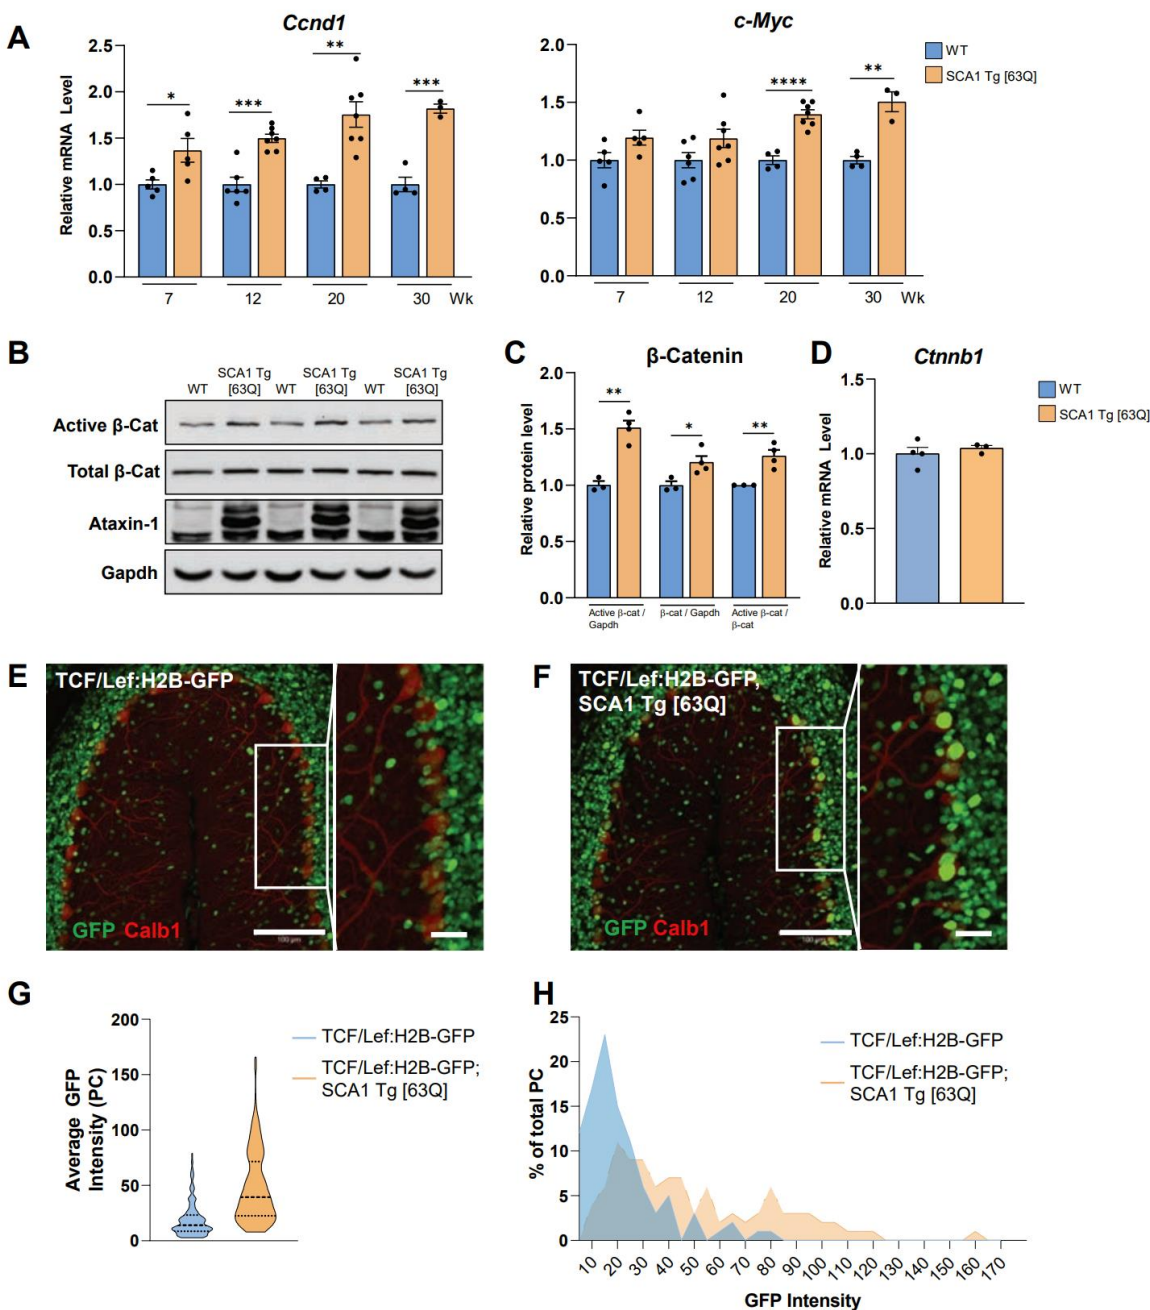 A
Ccnd1
Relative mRNA Level
2.5
2.0
1.5
1.0
0.5
0.0
*
***
**
***
7
12
20
30
Wk
c-Myc
2.0
1.5
1.0
0.5
0.0
****
**
7
12
20
30
Wk
WT
SCA1 Tg [63Q]
B
WT
SCA1 Tg
[63Q]
WT
SCA1 Tg
[63Q]
WT
SCA1 Tg
[63Q]
Active β-Cat
Total β-Cat
Ataxin-1
Gapdh
C
β-Catenin
Relative protein level
2.0
1.5
1.0
0.5
0.0
**
*
**
Active β-cat /
Gapdh
β-cat / Gapdh
Active β-cat /
β-cat
D
Ctnnb1
Relative mRNA Level
1.5
1.0
0.5
0.0
WT
SCA1 Tg [63Q]
E
TCF/Lef:H2B-GFP
GFP Calb1
100 µm
F
TCF/Lef:H2B-GFP,
SCA1 Tg [63Q]
GFP Calb1
100 µm
G
Average GFP
Intensity (PC)
200
150
100
50
0
TCF/Lef:H2B-GFP
TCF/Lef:H2B-GFP;
SCA1 Tg [63Q]
H
% of total PC
25
20
15
10
5
0
TCF/Lef:H2B-GFP
TCF/Lef:H2B-GFP;
SCA1 Tg [63Q]
10 20 30 40 50 60 70 80 90 100 110 120 130 140 150 160 170
GFP Intensity